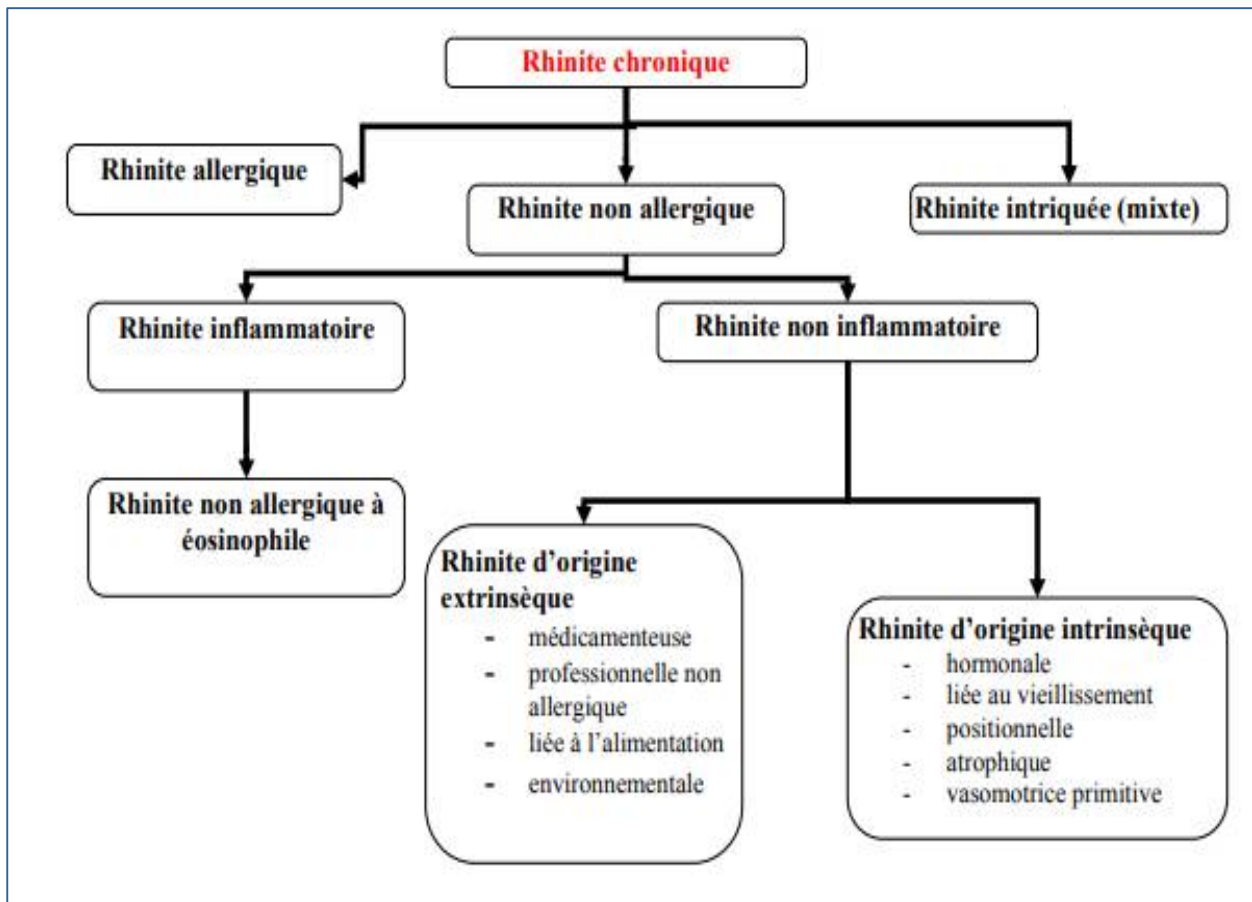 Rhinite chronique
Rhinite allergique
Rhinite non allergique
Rhinite intriquée (mixte)
Rhinite inflammatoire
Rhinite non inflammatoire
Rhinite non allergique à
éosinophile
Rhinite d’origine
extrinsèque
- médicamenteuse
- professionnelle non
allergique
- liée à l’alimentation
- environnementale
Rhinite d’origine intrinsèque
- hormonale
- liée au vieillissement
- positionnelle
- atrophique
- vasomotrice primitive